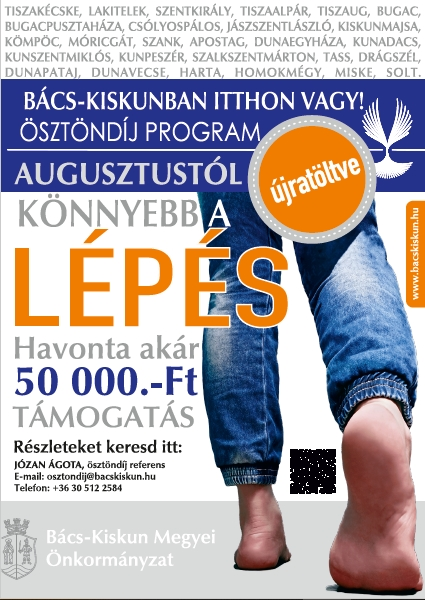 TISZAKÉCSKE, LAKITELEK, SZENTKIRÁLY, TISZAALPÁR, TISZAUG, BUGAC,
BUGACPUSZTAHÁZA, CSÓLYOSPÁLOS, JÁSZSZENTLÁSZLÓ, KISKUNMAJSA,
KÖMPÖC, MÓRICGÁT, SZANK, APOSTAG, DUNAEGYHÁZA, KUNADACS,
KUNSZENTMIKLÓS, KUNPESZÉR, SZALKSZENTMÁRTON, TASS, DRÁGSZÉL,
DUNAPATAJ, DUNAVECSE, HARTA, HOMOKMÉGY, MISKE, SOLT.
BÁCS-KISKUNBAN ITTHON VAGY!
ÖSZTÖNDÍJ PROGRAM
AUGUSZTUSTÓL
újratöltve
KÖNNYEBB A
LÉPÉS
www.bacskiskun.hu
Havonta akár
50 000.-Ft
TÁMOGATÁS
Részleteket keresd itt:
JÓZAN ÁGOTA, ösztöndíj referens
E-mail: osztondij@bacskiskun.hu
Telefon: +36 30 512 2584
Bács-Kiskun Megyei
Önkormányzat